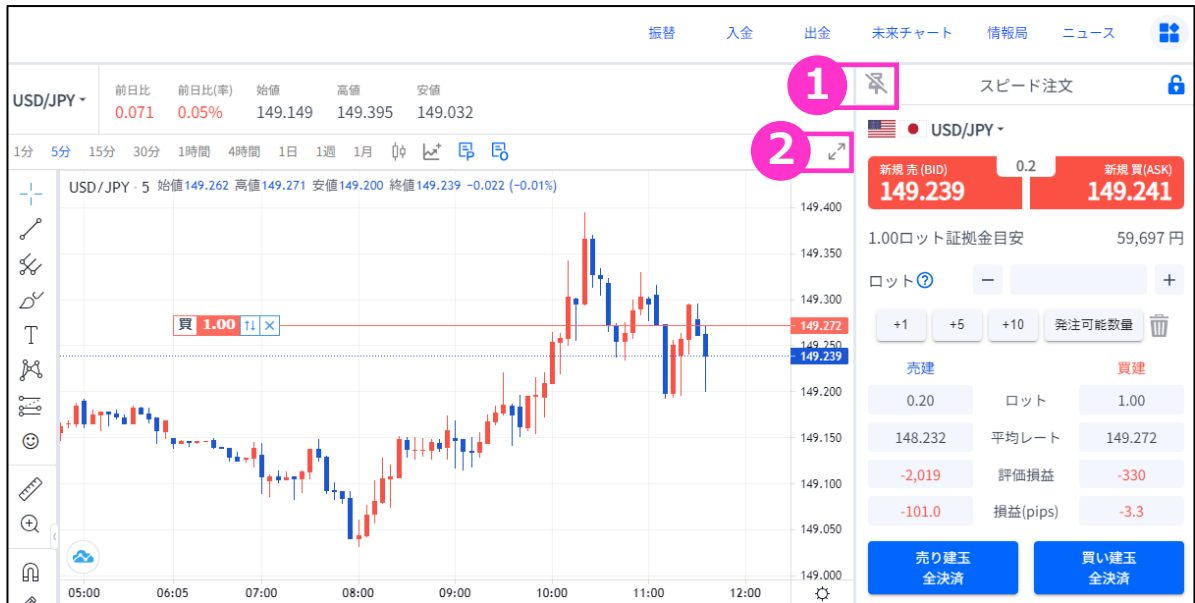 振替 入金 出金 未来チャート 情報局 ニュース
USD/JPY 前日比 前日比(率) 始値 高値 安値
0.071 0.05% 149.149 149.395 149.032
1
スピード注文
1分 5分 15分 30分 1時間 4時間 1日 1週 1月
2
USD/JPY · 5 始値149.262 高値149.271 安値149.200 終値149.239 −0.022 (−0.01%)
T
買 1.00
149.400
149.350
149.300
149.272
149.250
149.239
149.200
149.150
149.100
149.050
149.000
05:00 06:05 07:00 08:00 09:00 10:00 11:00 12:00
USD/JPY
新規 売 (BID) 0.2 新規 買(ASK)
149.239 149.241
1.00ロット証拠金目安 59,697 円
ロット ? − +
+1 +5 +10 発注可能数量
売建 買建
0.20 ロット 1.00
148.232 平均レート 149.272
-2,019 評価損益 -330
-101.0 損益(pips) -3.3
売り建玉 買い建玉
全決済 全決済